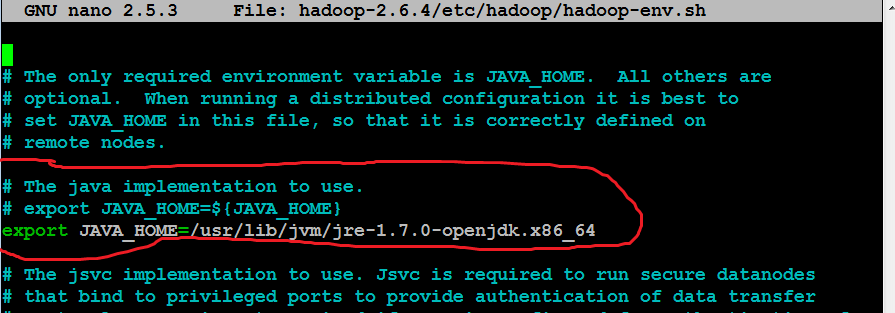 GNU nano 2.5.3 File: hadoop-2.6.4/etc/hadoop/hadoop-env.sh
# The only required environment variable is JAVA_HOME. All others are
# optional. When running a distributed configuration it is best to
# set JAVA_HOME in this file, so that it is correctly defined on
# remote nodes.
# The java implementation to use.
# export JAVA_HOME=${JAVA_HOME}
export JAVA_HOME=/usr/lib/jvm/jre-1.7.0-openjdk.x86_64
# The jsvc implementation to use. Jsvc is required to run secure datanodes
# that bind to privileged ports to provide authentication of data transfer